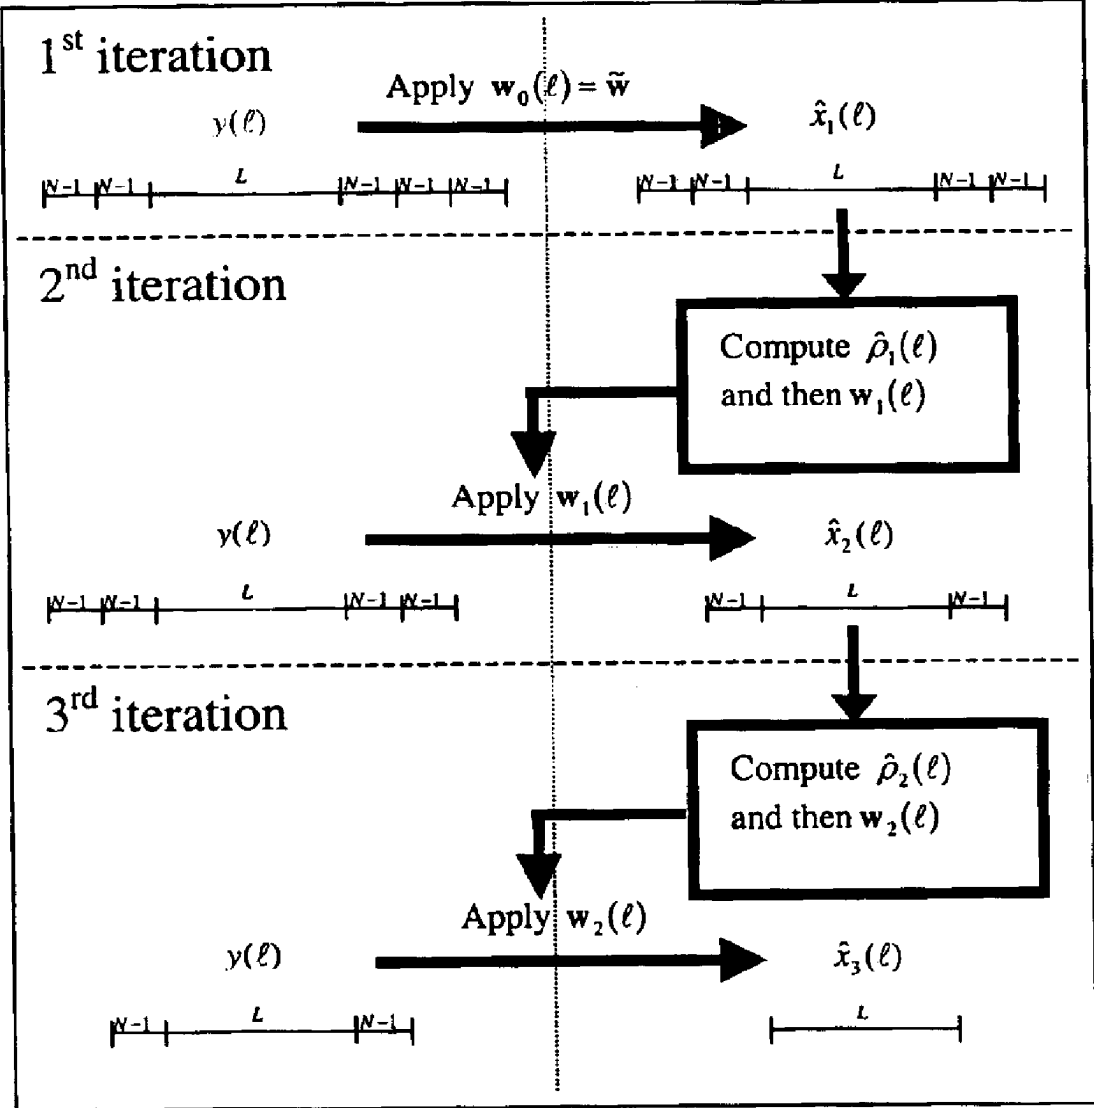 1st iteration
Apply w₀(ℓ) = w̃
y(ℓ)
x̂₁(ℓ)
N−1 N−1 L N−1 N−1 N−1
N−1 N−1 L N−1 N−1
2nd iteration
Compute ρ̂₁(ℓ)
and then w₁(ℓ)
Apply w₁(ℓ)
y(ℓ)
x̂₂(ℓ)
N−1 N−1 L N−1 N−1
N−1 L N−1
3rd iteration
Compute ρ̂₂(ℓ)
and then w₂(ℓ)
Apply w₂(ℓ)
y(ℓ)
x̂₃(ℓ)
N−1 L N−1
L